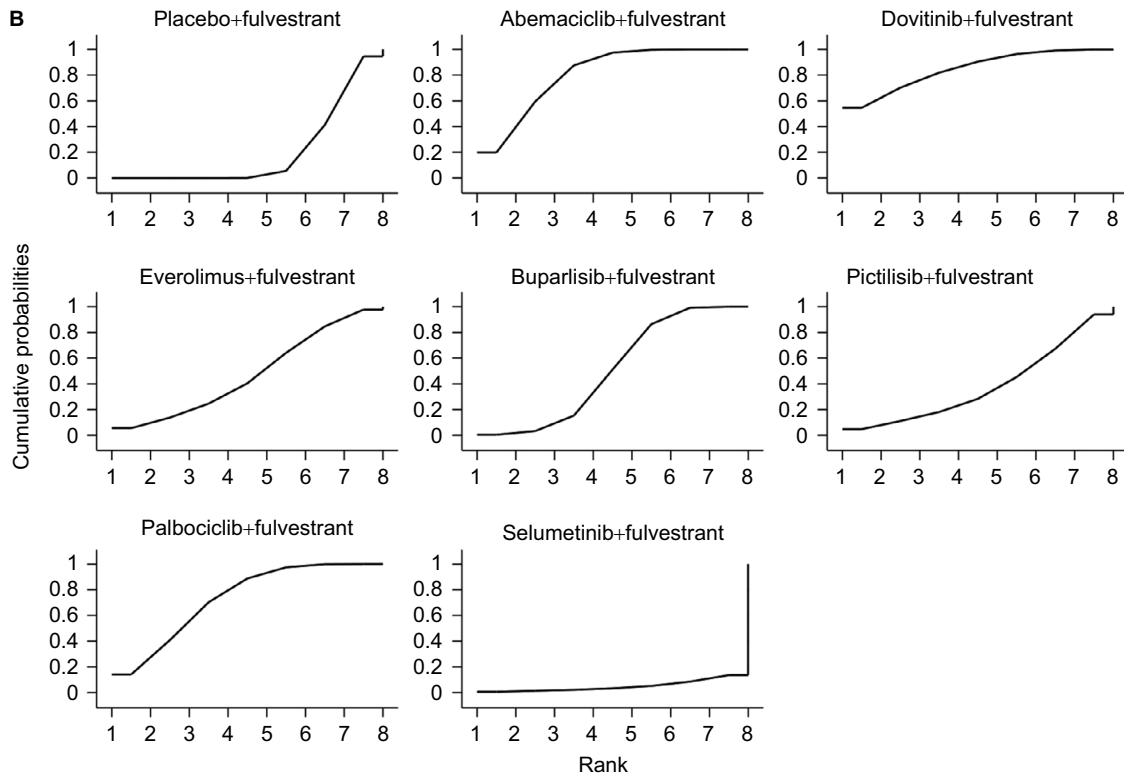 B
Placebo+fulvestrant
Abemaciclib+fulvestrant
Dovitinib+fulvestrant
1
0.8
0.6
0.4
0.2
0
1 2 3 4 5 6 7 8
1
0.8
0.6
0.4
0.2
0
1 2 3 4 5 6 7 8
1
0.8
0.6
0.4
0.2
0
1 2 3 4 5 6 7 8
Cumulative probabilities
Everolimus+fulvestrant
Buparlisib+fulvestrant
Pictilisib+fulvestrant
1
0.8
0.6
0.4
0.2
0
1 2 3 4 5 6 7 8
1
0.8
0.6
0.4
0.2
0
1 2 3 4 5 6 7 8
1
0.8
0.6
0.4
0.2
0
1 2 3 4 5 6 7 8
Palbociclib+fulvestrant
Selumetinib+fulvestrant
1
0.8
0.6
0.4
0.2
0
1 2 3 4 5 6 7 8
1
0.8
0.6
0.4
0.2
0
1 2 3 4 5 6 7 8
Rank